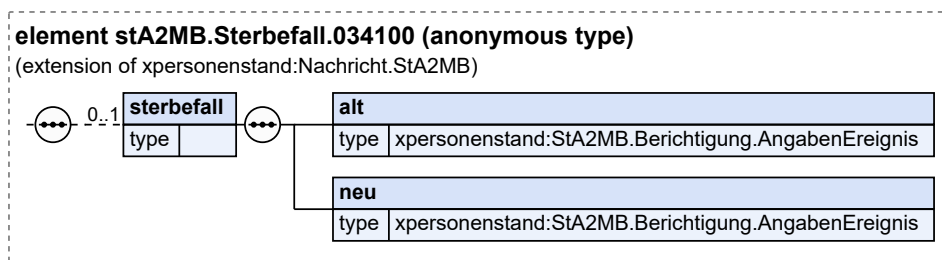 element stA2MB.Sterbefall.034100 (anonymous type)
(extension of xpersonenstand:Nachricht.StA2MB)
0..1
sterbefall
type
alt
type xpersonenstand:StA2MB.Berichtigung.AngabenEreignis
neu
type xpersonenstand:StA2MB.Berichtigung.AngabenEreignis